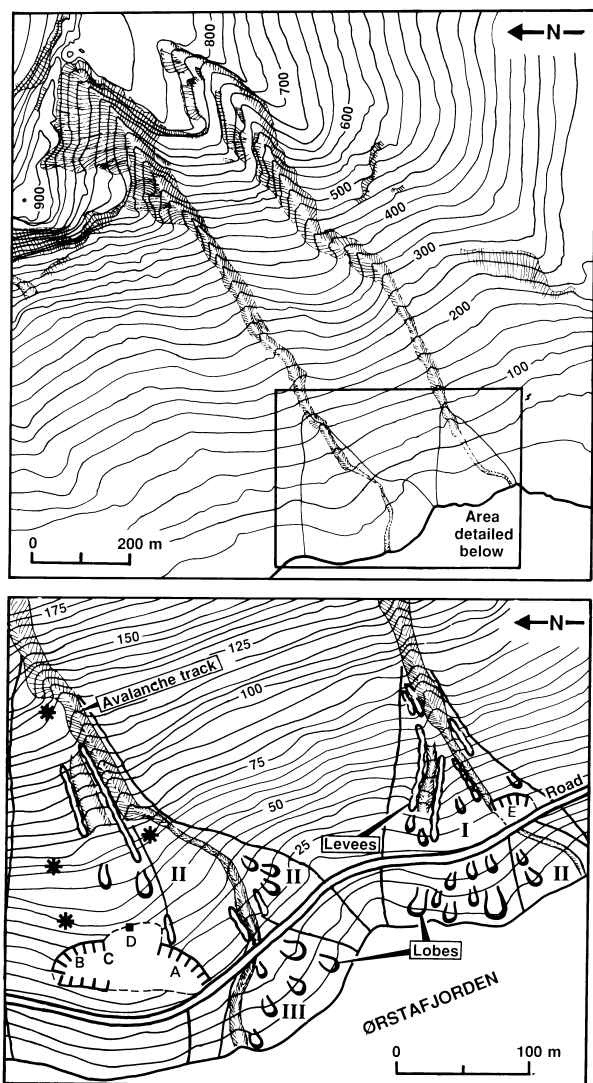 N
800
700
600
900
500
400
300
200
100
0 200 m
Area
detailed
below
175
N
150
125
Avalanche track
100
75
50
Road
E
I
Levees
25
II
II
II
D
B
C
A
Lobes
III
ØRSTAFJORDEN
0 100 m